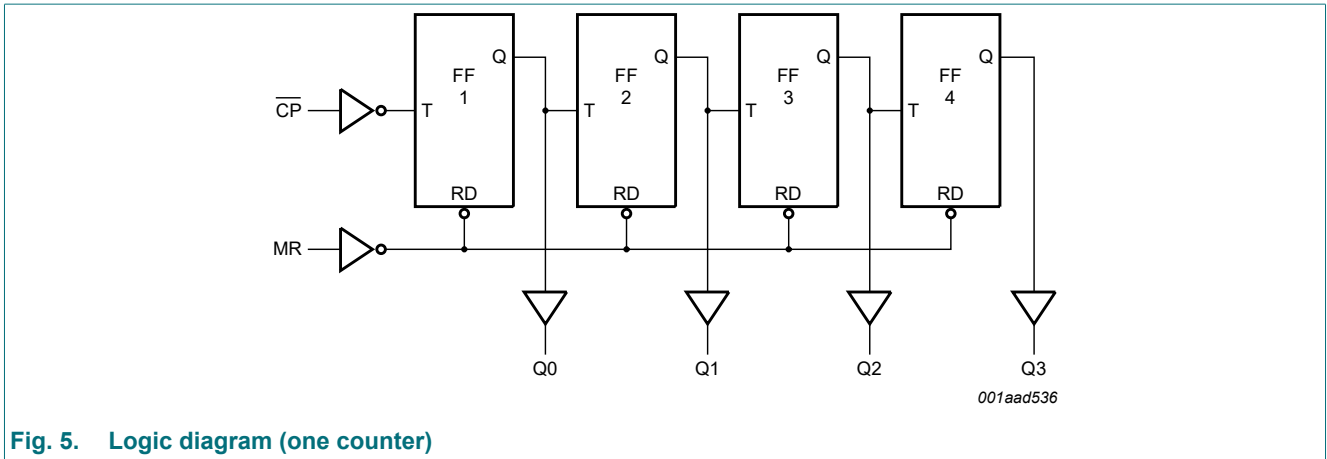 Q Q Q Q
FF FF FF FF
1 2 3 4
C̅P̅ T T T T
RD RD RD RD
MR
Q0 Q1 Q2 Q3
001aad536
Fig. 5. Logic diagram (one counter)